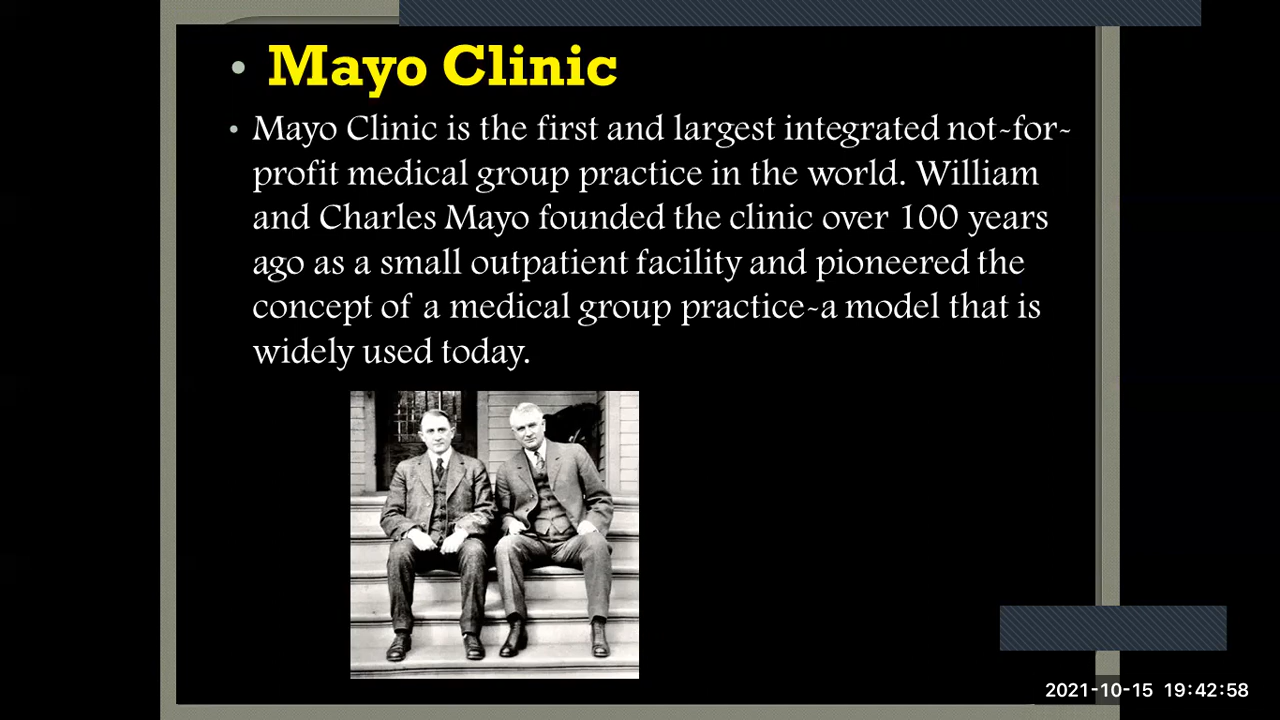 • Mayo Clinic
• Mayo Clinic is the first and largest integrated not-for-
profit medical group practice in the world. William
and Charles Mayo founded the clinic over 100 years
ago as a small outpatient facility and pioneered the
concept of a medical group practice-a model that is
widely used today.
2021-10-15 19:42:58